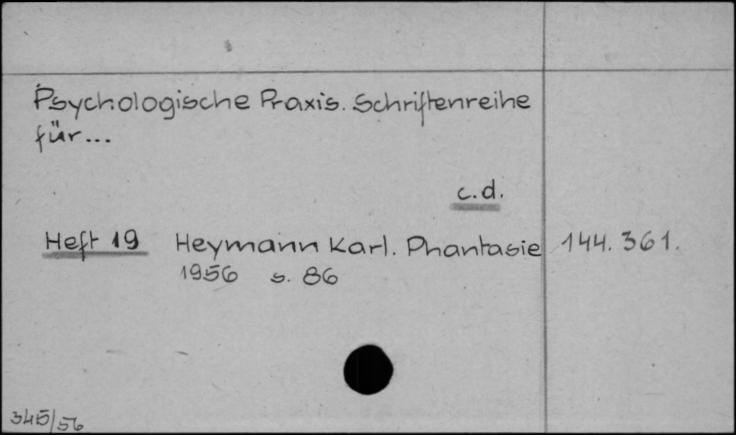 Psychologische Praxis. Schriftenreihe
für...
c.d.
Heft 19 Heymann Karl. Phantasie 144.361.
1956 s. 86
345/56